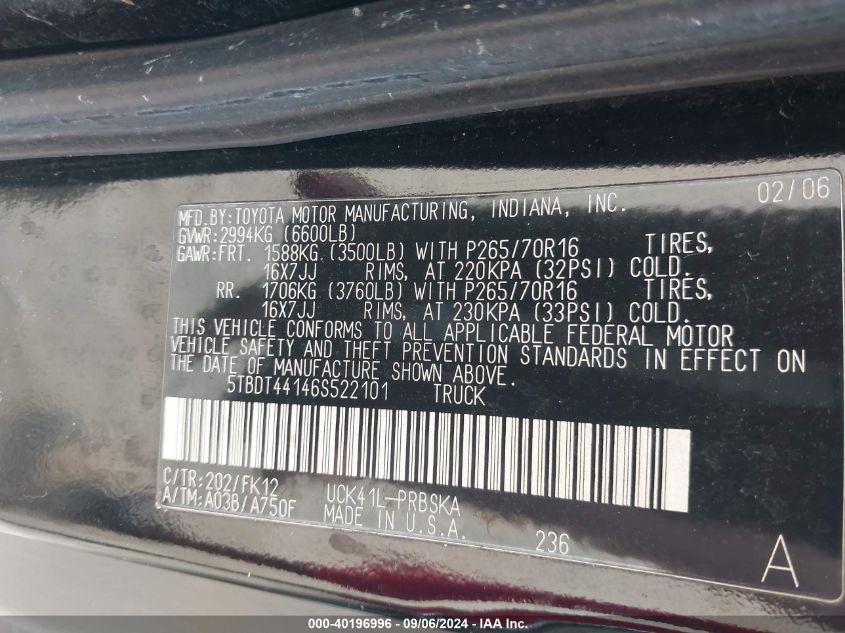 02/06
MFD.BY:TOYOTA MOTOR MANUFACTURING, INDIANA, INC.
GVWR:2994KG (6600LB)
GAWR:FRT. 1588KG (3500LB) WITH P265/70R16 TIRES,
16X7JJ RIMS, AT 220KPA (32PSI) COLD.
RR. 1706KG (3760LB) WITH P265/70R16 TIRES,
16X7JJ RIMS, AT 230KPA (33PSI) COLD.
THIS VEHICLE CONFORMS TO ALL APPLICABLE FEDERAL MOTOR
VEHICLE SAFETY AND THEFT PREVENTION STANDARDS IN EFFECT ON
THE DATE OF MANUFACTURE SHOWN ABOVE.
5TBDT44146S522101 TRUCK
C/TR:202/FK12 UCK41L-PRBSKA
A/TM:A03B/A750F MADE IN U.S.A.
236
A
000-40196996 - 09/06/2024 - IAA Inc.